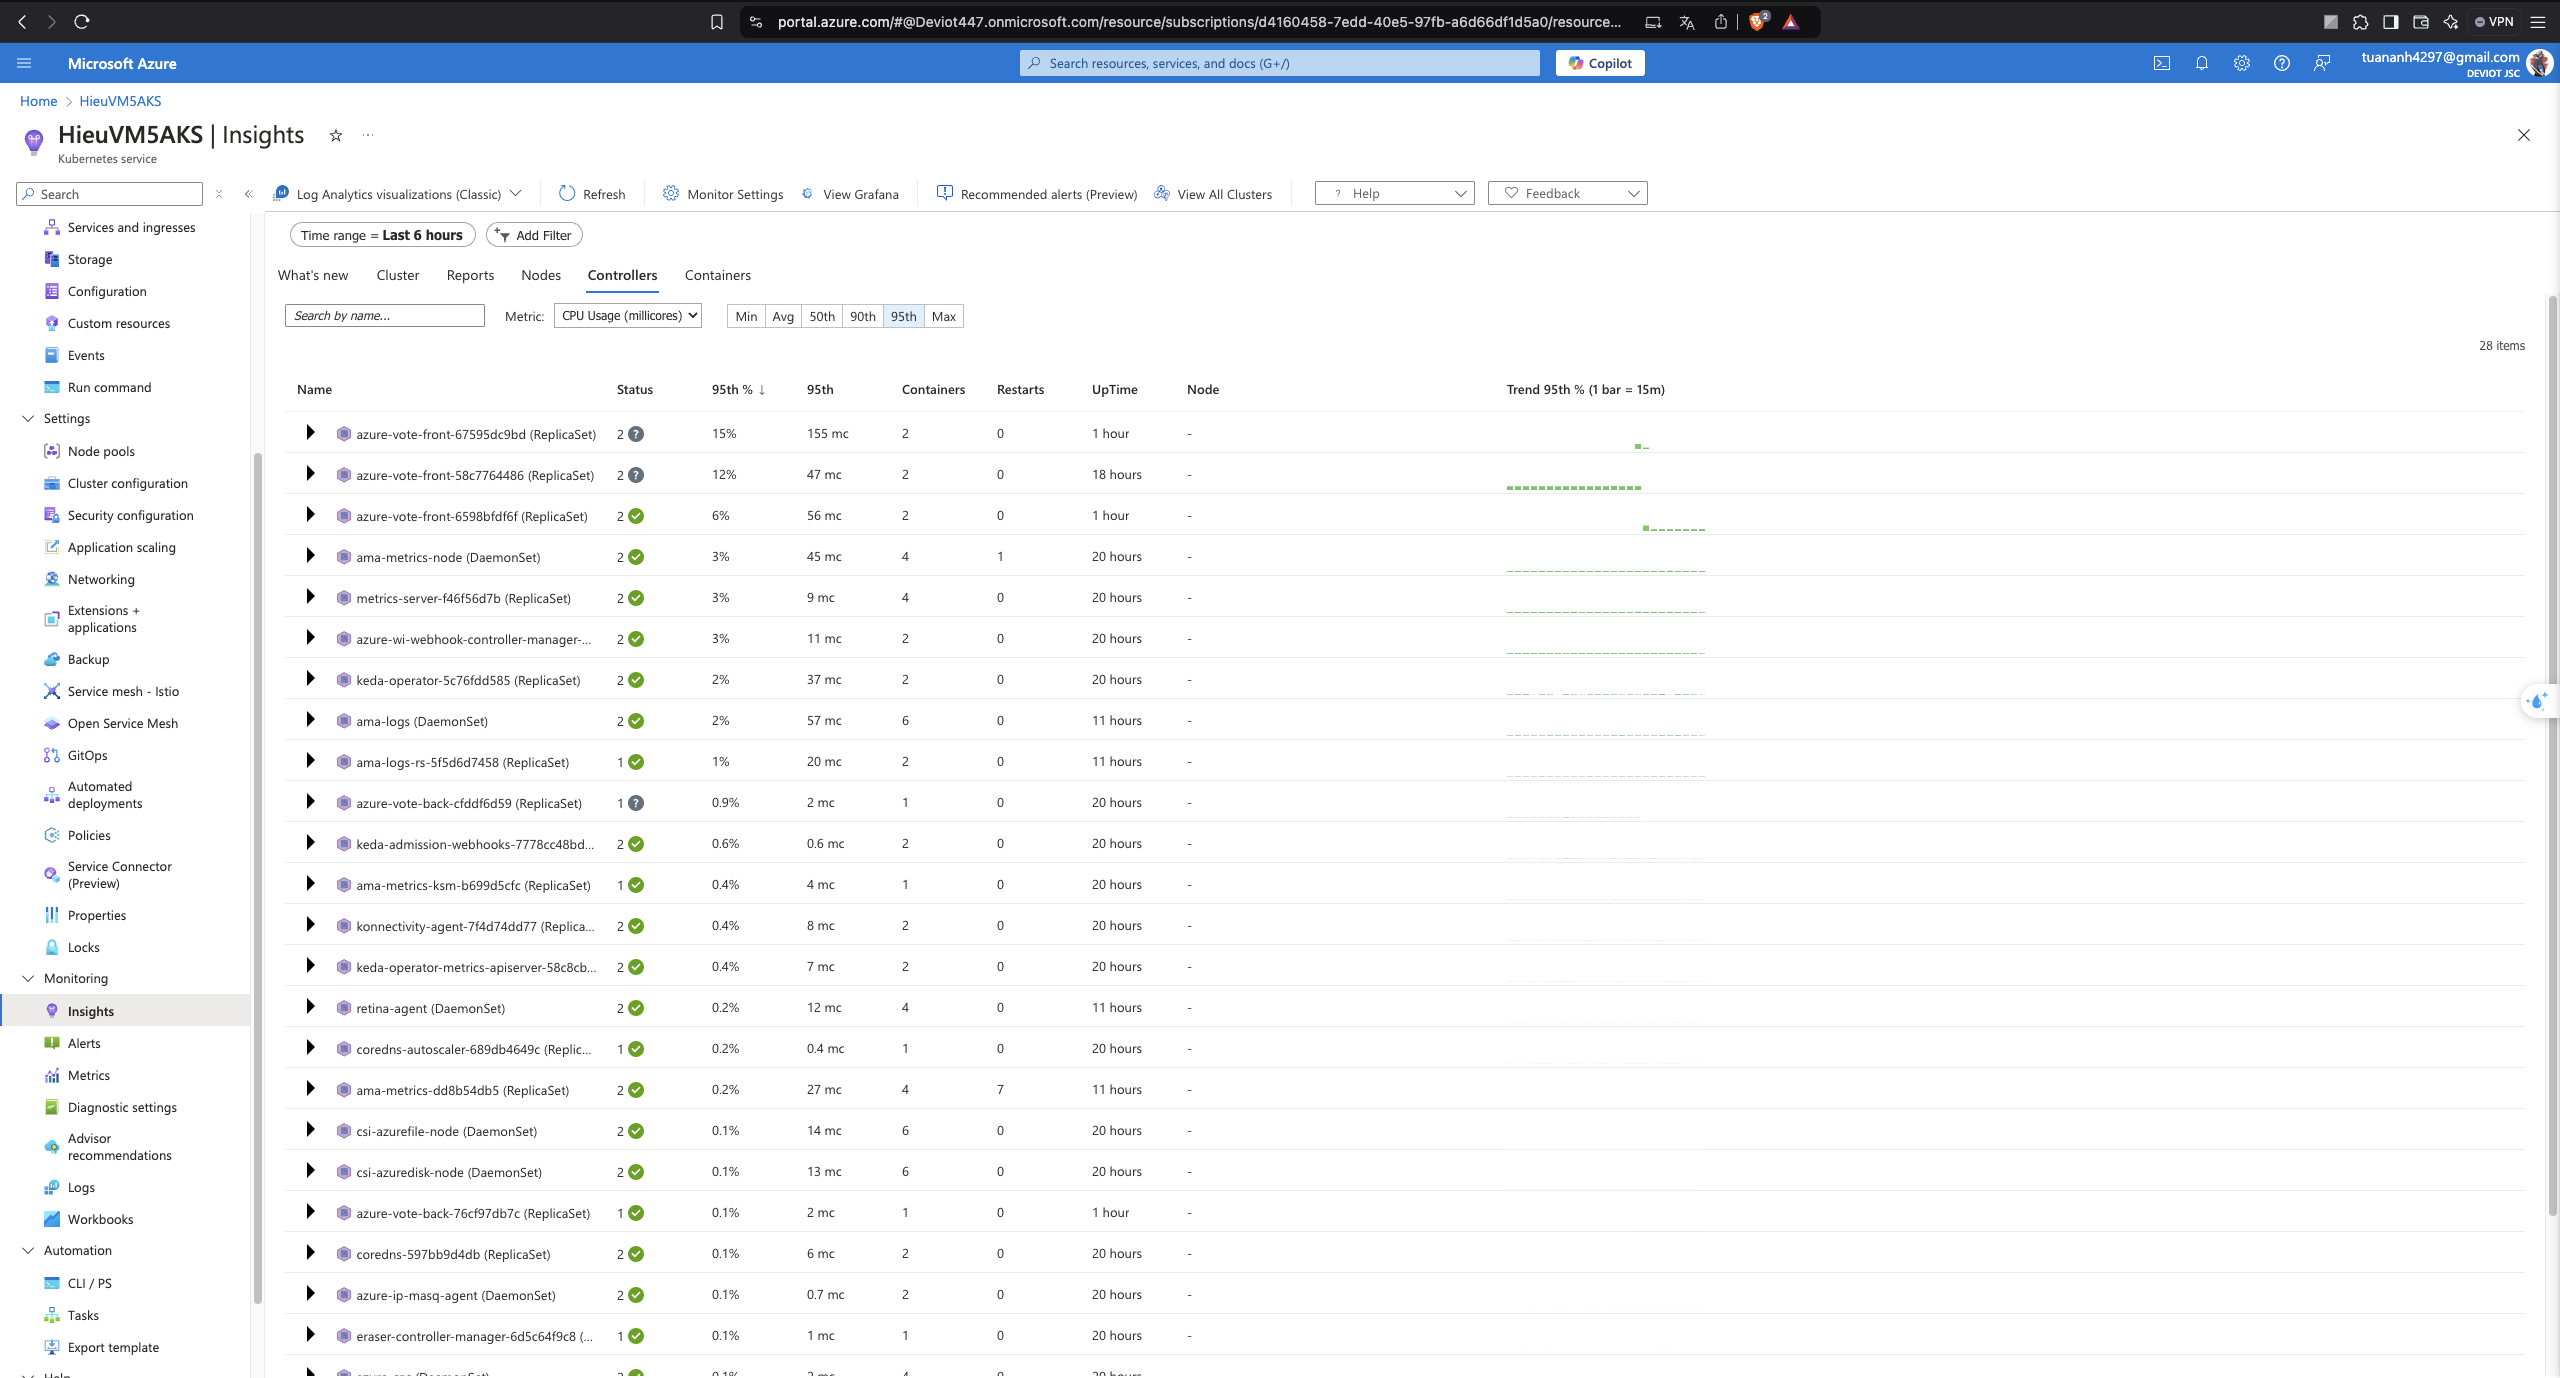 portal.azure.com/#@Deviot447.onmicrosoft.com/resource/subscriptions/d4160458-7edd-40e5-97fb-a6d66df1d5a0/resource...
2
VPN
Microsoft Azure
Search resources, services, and docs (G+/)
Copilot
tuananh4297@gmail.com
DEVIOT JSC
Home > HieuVM5AKS
HieuVM5AKS | Insights
Kubernetes service
Search
Log Analytics visualizations (Classic)
Refresh
Monitor Settings
View Grafana
Recommended alerts (Preview)
View All Clusters
? Help
Feedback
Services and ingresses
Storage
Configuration
Custom resources
Events
Run command
Settings
Node pools
Cluster configuration
Security configuration
Application scaling
Networking
Extensions +
applications
Backup
Service mesh - Istio
Open Service Mesh
GitOps
Automated
deployments
Policies
Service Connector
(Preview)
Properties
Locks
Monitoring
Insights
Alerts
Metrics
Diagnostic settings
Advisor
recommendations
Logs
Workbooks
Automation
CLI / PS
Tasks
Export template
Help
Time range = Last 6 hours
Add Filter
What's new Cluster Reports Nodes Controllers Containers
Search by name...
Metric: CPU Usage (millicores)
Min Avg 50th 90th 95th Max
28 items
Name Status 95th % ↓ 95th Containers Restarts UpTime Node Trend 95th % (1 bar = 15m)
azure-vote-front-67595dc9bd (ReplicaSet) 2 ? 15% 155 mc 2 0 1 hour -
azure-vote-front-58c7764486 (ReplicaSet) 2 ? 12% 47 mc 2 0 18 hours -
azure-vote-front-6598bfdf6f (ReplicaSet) 2 6% 56 mc 2 0 1 hour -
ama-metrics-node (DaemonSet) 2 3% 45 mc 4 1 20 hours -
metrics-server-f46f56d7b (ReplicaSet) 2 3% 9 mc 4 0 20 hours -
azure-wi-webhook-controller-manager-... 2 3% 11 mc 2 0 20 hours -
keda-operator-5c76fdd585 (ReplicaSet) 2 2% 37 mc 2 0 20 hours -
ama-logs (DaemonSet) 2 2% 57 mc 6 0 11 hours -
ama-logs-rs-5f5d6d7458 (ReplicaSet) 1 1% 20 mc 2 0 11 hours -
azure-vote-back-cfddf6d59 (ReplicaSet) 1 ? 0.9% 2 mc 1 0 20 hours -
keda-admission-webhooks-7778cc48bd... 2 0.6% 0.6 mc 2 0 20 hours -
ama-metrics-ksm-b699d5cfc (ReplicaSet) 1 0.4% 4 mc 1 0 20 hours -
konnectivity-agent-7f4d74dd77 (Replica... 2 0.4% 8 mc 2 0 20 hours -
keda-operator-metrics-apiserver-58c8cb... 2 0.4% 7 mc 2 0 20 hours -
retina-agent (DaemonSet) 2 0.2% 12 mc 4 0 11 hours -
coredns-autoscaler-689db4649c (Replic... 1 0.2% 0.4 mc 1 0 20 hours -
ama-metrics-dd8b54db5 (ReplicaSet) 2 0.2% 27 mc 4 7 11 hours -
csi-azurefile-node (DaemonSet) 2 0.1% 14 mc 6 0 20 hours -
csi-azuredisk-node (DaemonSet) 2 0.1% 13 mc 6 0 20 hours -
azure-vote-back-76cf97db7c (ReplicaSet) 1 0.1% 2 mc 1 0 1 hour -
coredns-597bb9d4db (ReplicaSet) 2 0.1% 6 mc 2 0 20 hours -
azure-ip-masq-agent (DaemonSet) 2 0.1% 0.7 mc 2 0 20 hours -
eraser-controller-manager-6d5c64f9c8 (... 1 0.1% 1 mc 1 0 20 hours -